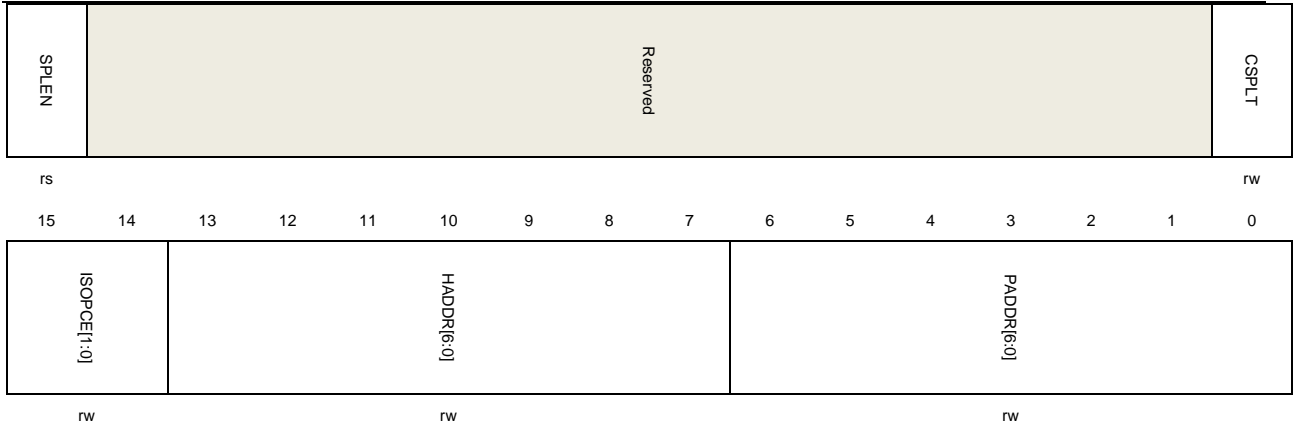 SPLEN Reserved CSPLT
rs rw
15 14 13 12 11 10 9 8 7 6 5 4 3 2 1 0
ISOPCE[1:0] HADDR[6:0] PADDR[6:0]
rw rw rw